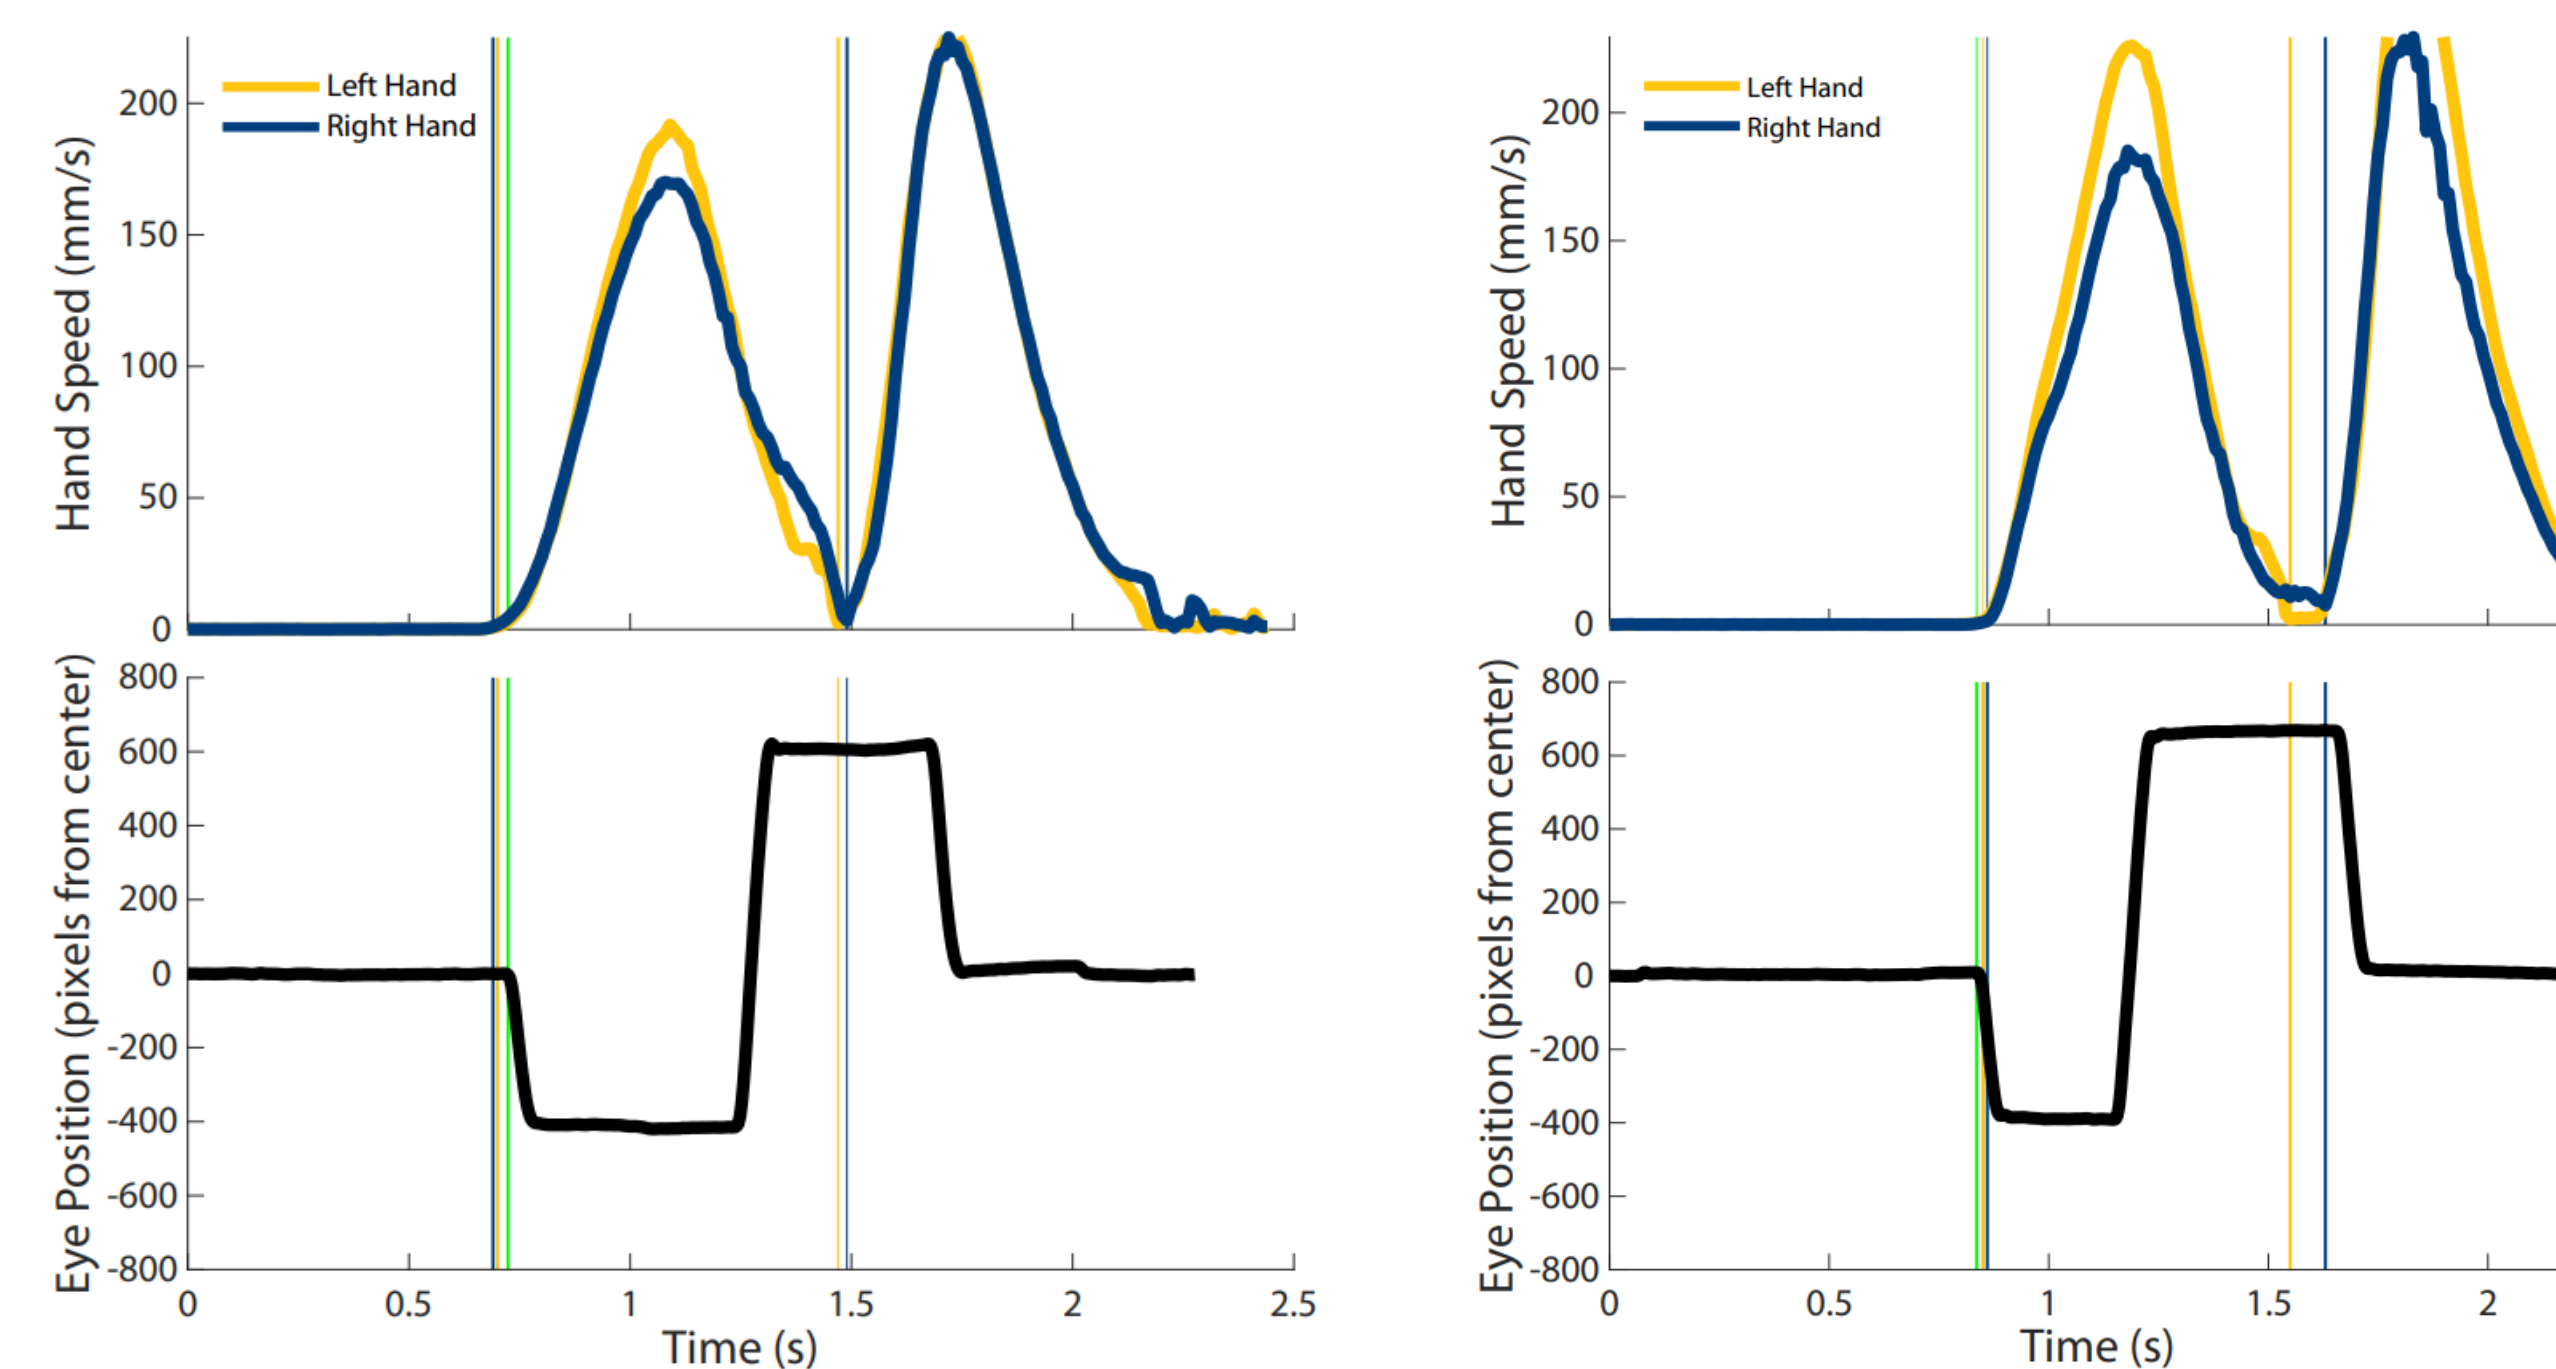 Hand Speed (mm/s)
200
150
100
50
0
Left Hand
Right Hand
Eye Position (pixels from center)
800
600
400
200
0
-200
-400
-600
-800
0 0.5 1 1.5 2 2.5
Time (s)
Hand Speed (mm/s)
200
150
100
50
0
Left Hand
Right Hand
Eye Position (pixels from center)
800
600
400
200
0
-200
-400
-600
-800
0 0.5 1 1.5 2
Time (s)